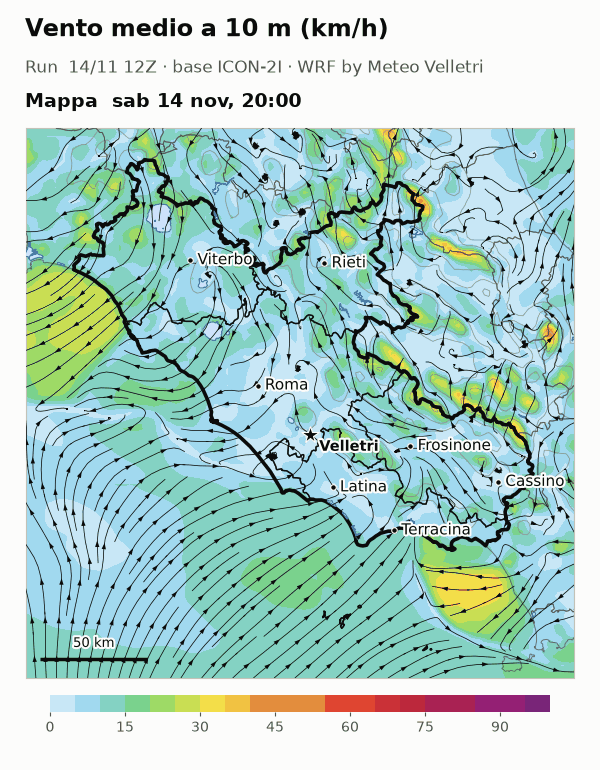 Vento medio a 10 m (km/h)
Run 14/11 12Z · base ICON-2I · WRF by Meteo Velletri
Mappa sab 14 nov, 20:00
Viterbo
Rieti
Roma
Velletri
Frosinone
Latina
Cassino
Terracina
50 km
0 15 30 45 60 75 90